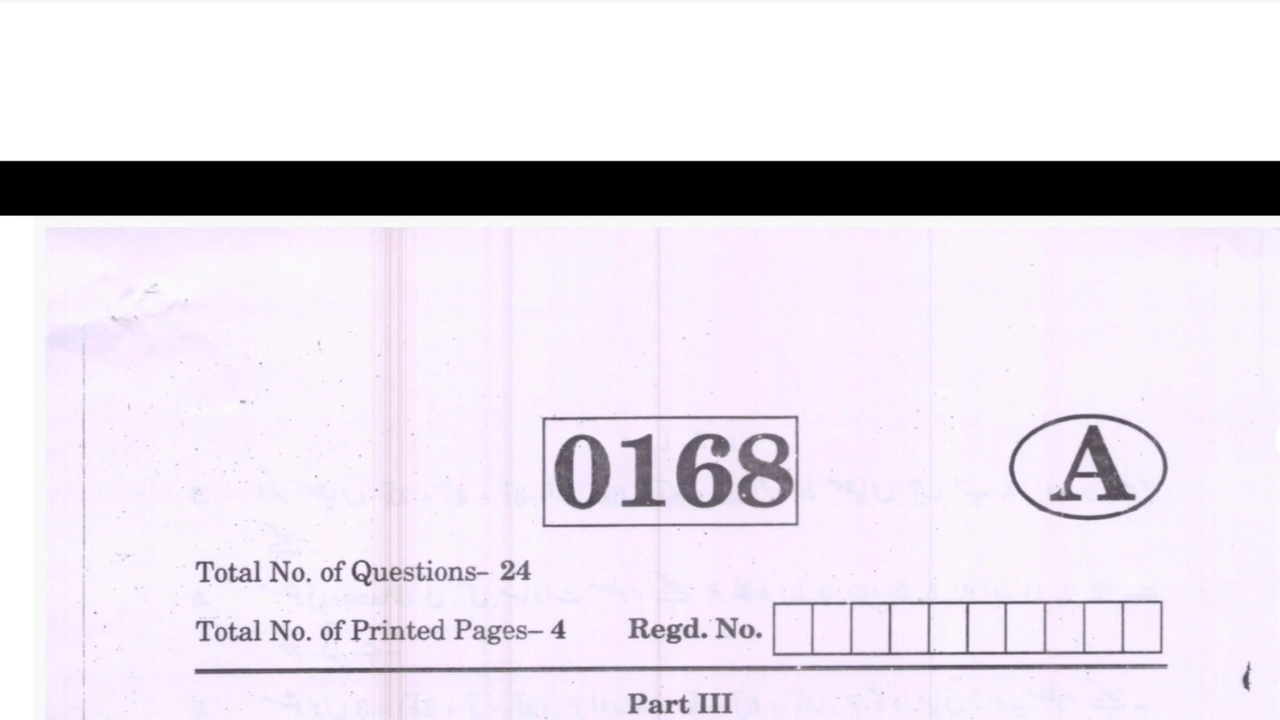 0168
A
Total No. of Questions– 24
Total No. of Printed Pages– 4 Regd. No.
Part III